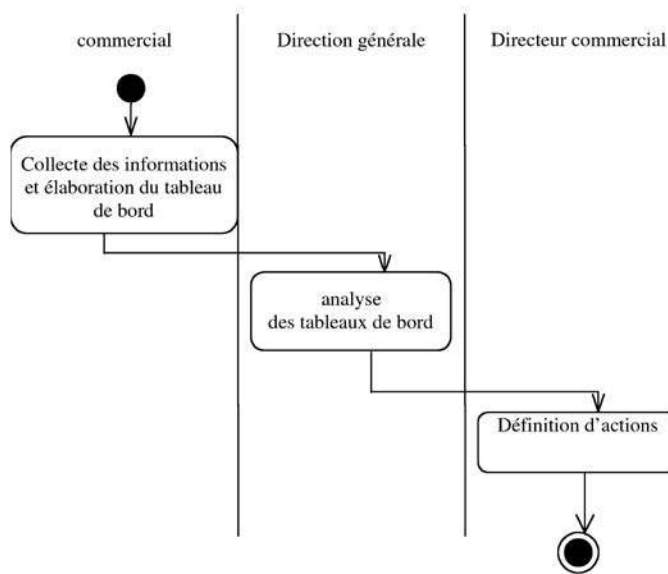 commercial
Direction générale
Directeur commercial
Collecte des informations
et élaboration du tableau
de bord
analyse
des tableaux de bord
Définition d'actions